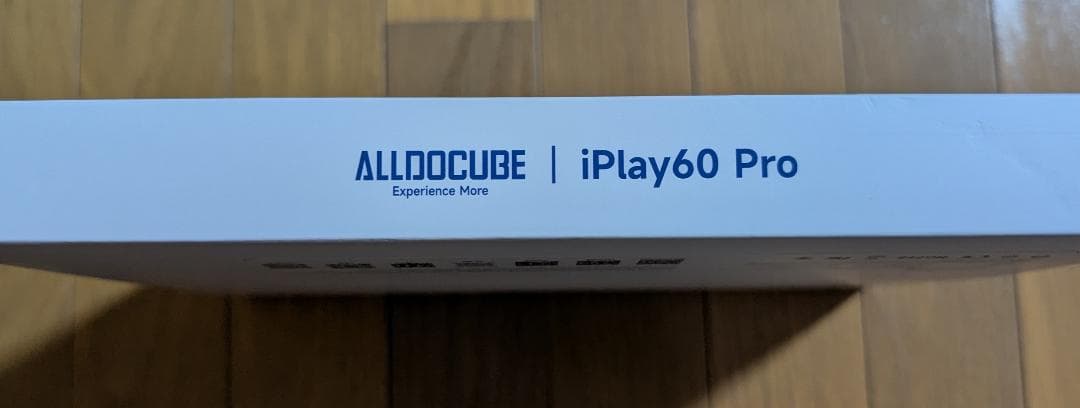 ALLDOCUBE | iPlay60 Pro
Experience More